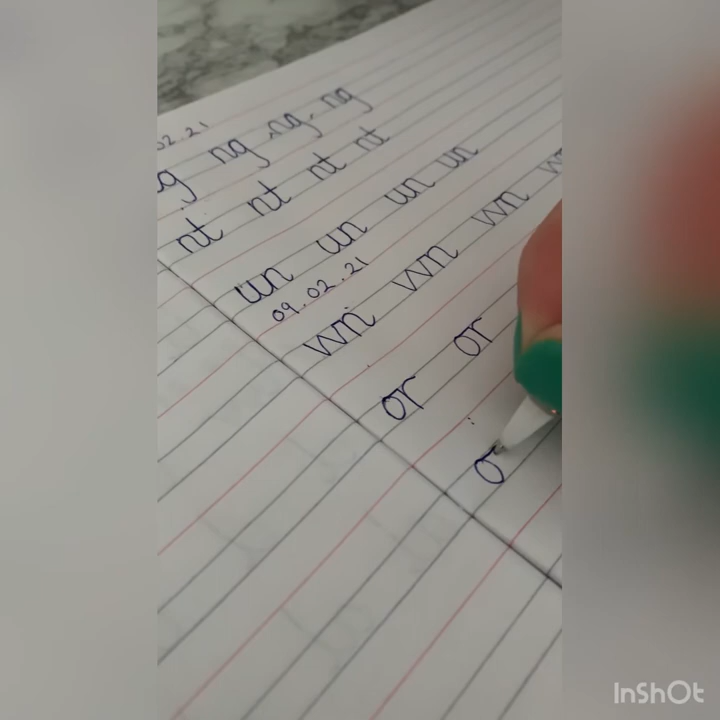 02.21
g ng ng ng
nt nt nt nt
un un un un
09.02.21
wn wn wn w
or or
o
InShOt